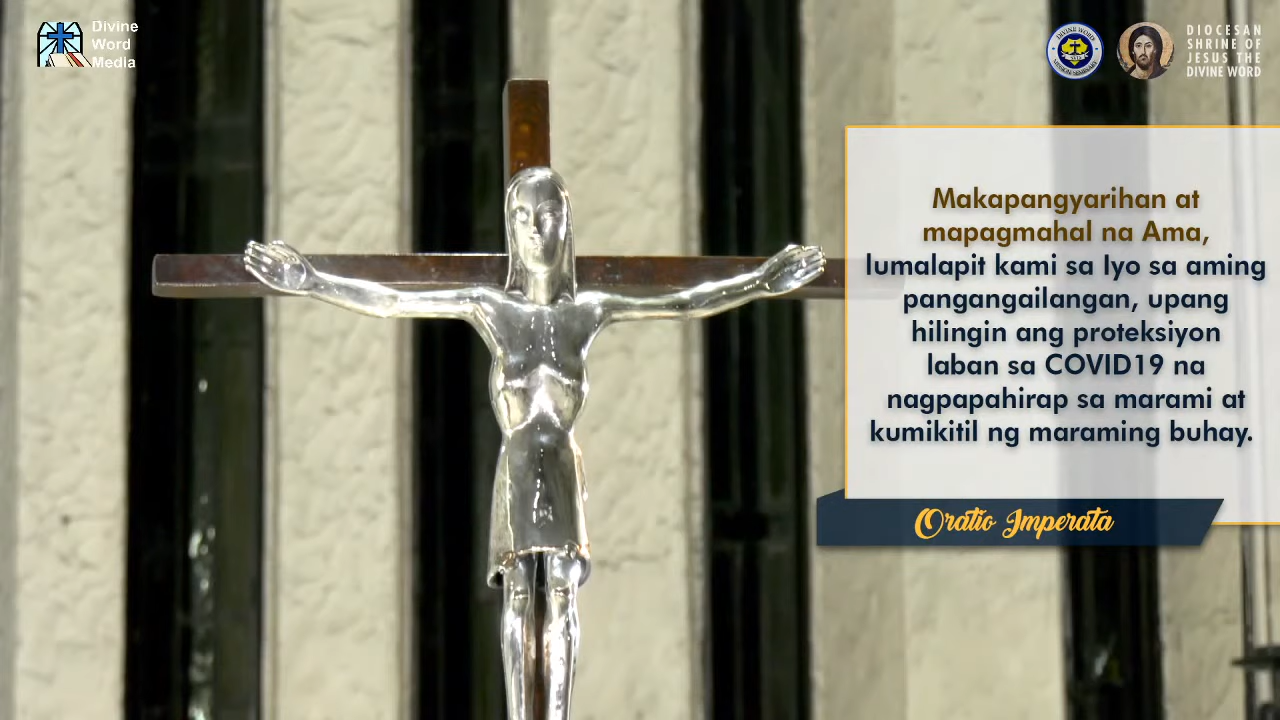 Divine
Word
Media
DIOCESAN
SHRINE OF
JESUS THE
DIVINE WORD
Makapangyarihan at
mapagmahal na Ama,
lumalapit kami sa Iyo sa aming
pangangailangan, upang
hilingin ang proteksiyon
laban sa COVID19 na
nagpapahirap sa marami at
kumikitil ng maraming buhay.
Oratio Imperata